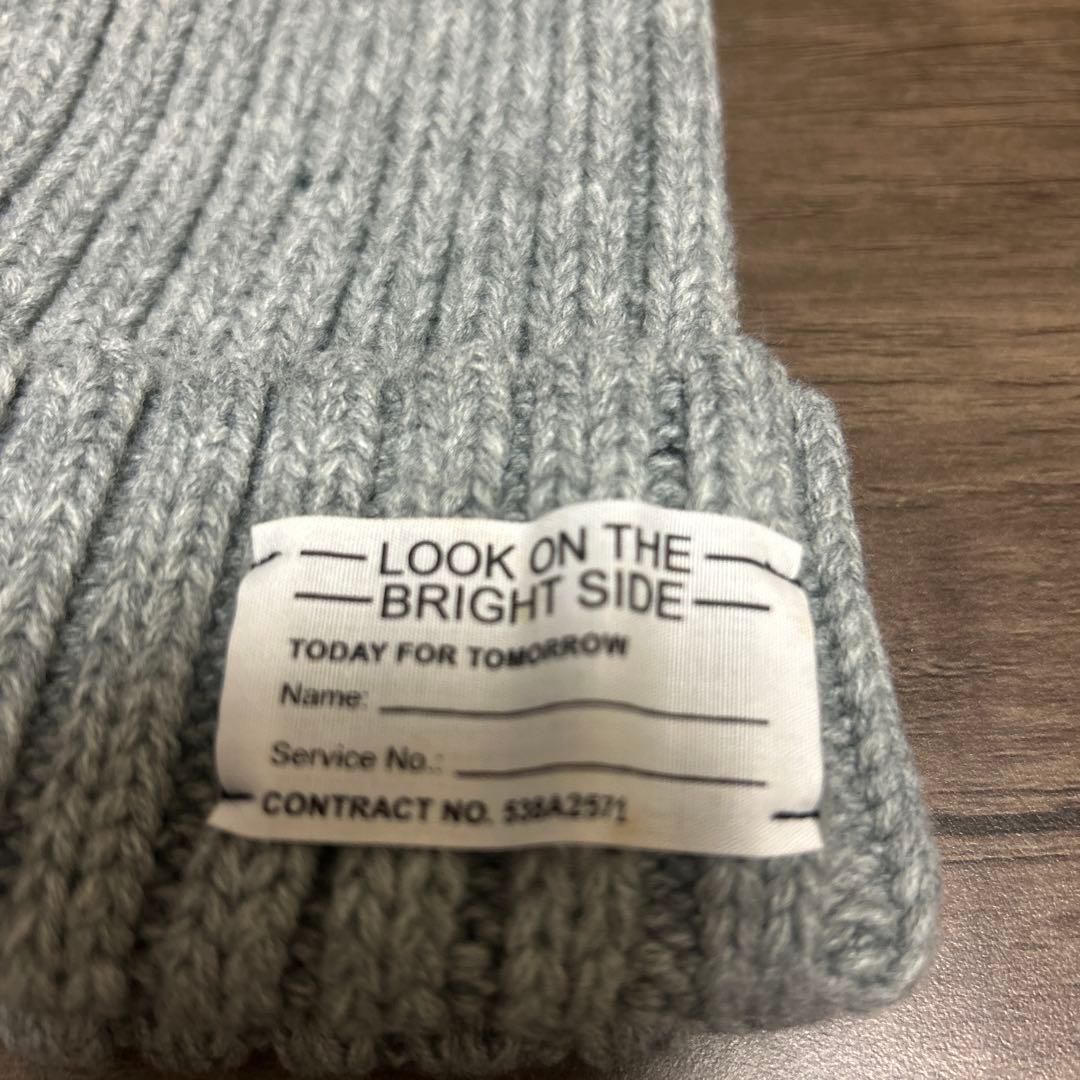 LOOK ON THE
BRIGHT SIDE
TODAY FOR TOMORROW
Name:
Service No.:
CONTRACT NO. 538A2571